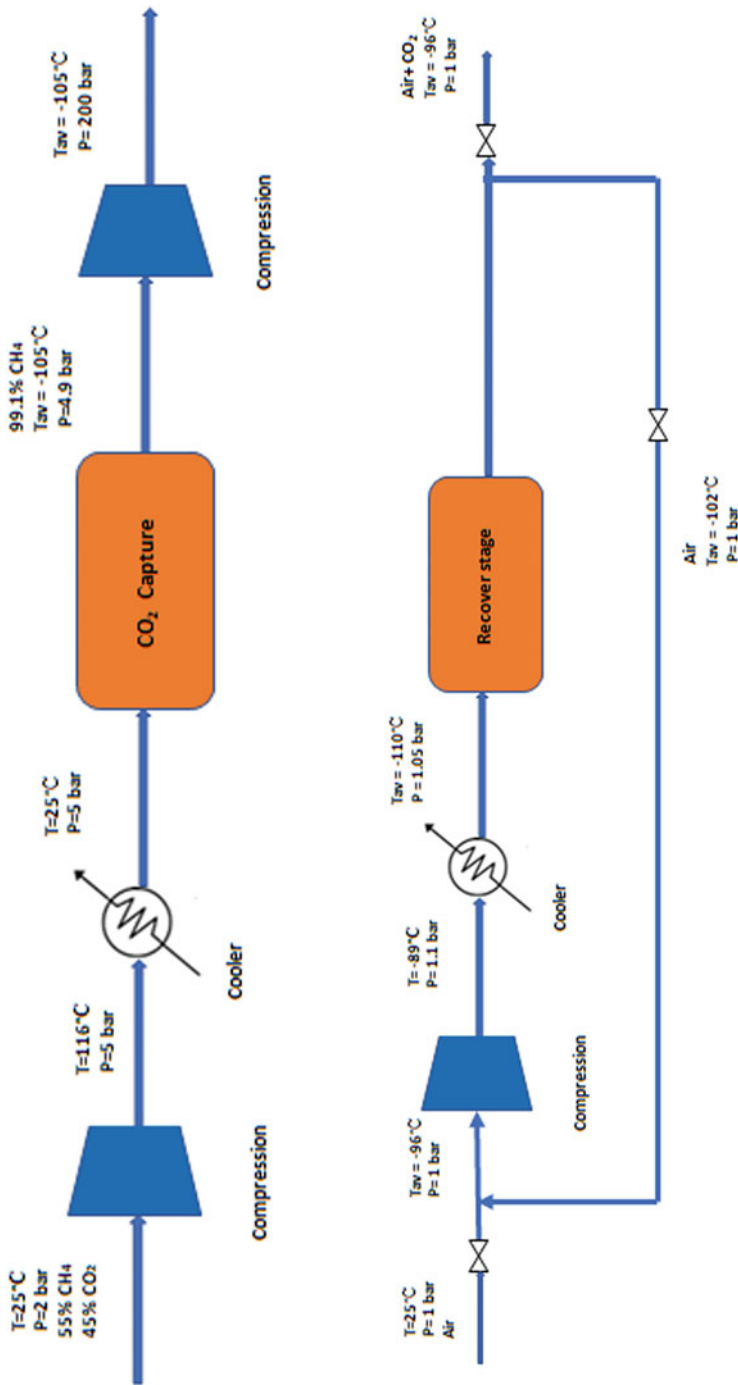 T=25°C
P=2 bar
55% CH₄
45% CO₂
Compression
T=116°C
P=5 bar
Cooler
T=25°C
P=5 bar
CO₂ Capture
99.1% CH₄
Tav = -105°C
P=4.9 bar
Compression
Tav = -105°C
P= 200 bar
T=25°C
P= 1 bar
Air
Tav = -96°C
P= 1 bar
Compression
T= -89°C
P= 1.1 bar
Cooler
Tav = -110°C
P = 1.05 bar
Recover stage
Air
Tav = -102°C
P= 1 bar
Air+ CO₂
Tav = -96°C
P= 1 bar